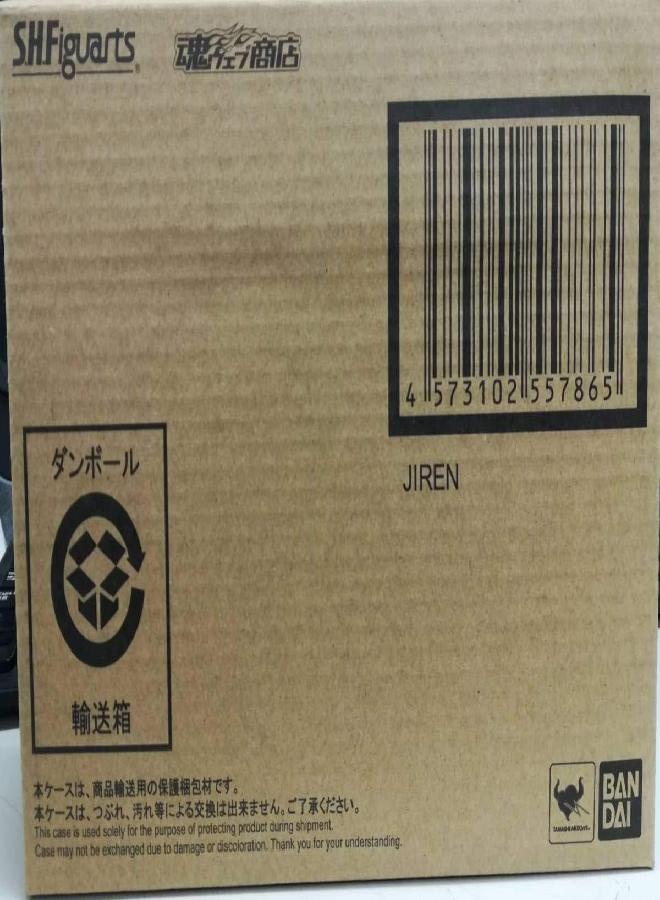 S.H.Figuarts
魂ウェブ商店
4 573102 557865
JIREN
ダンボール
輸送箱
本ケースは、商品輸送用の保護梱包材です。
本ケースは、つぶれ、汚れ等による交換は出来ません。ご了承ください。
This case is used solely for the purpose of protecting product during shipment.
Case may not be exchanged due to damage or discoloration. Thank you for your understanding.
TAMASHII NATIONS
BAN
DAI